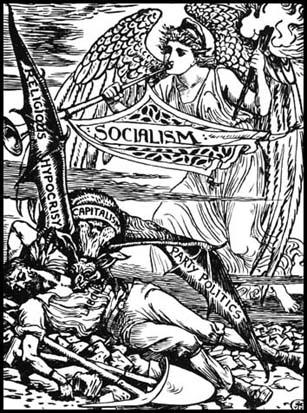 RELIGIOUS
HYPOCRISY
SOCIALISM
CAPITALISM
PARTY POLITICS